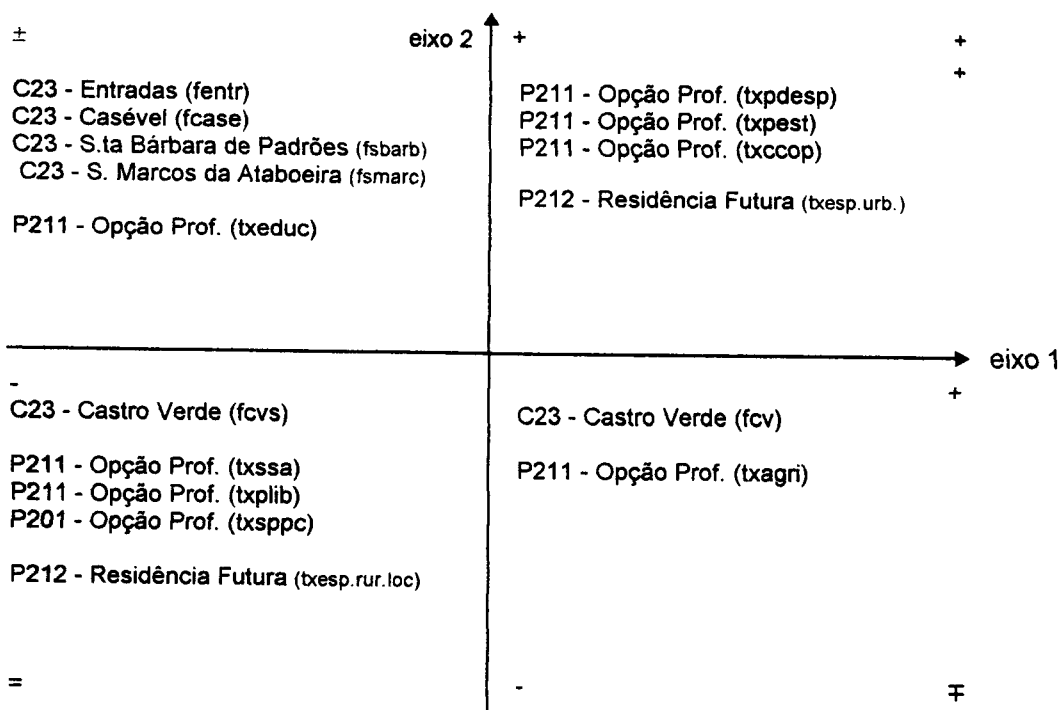 ±
eixo 2
+
+
+
C23 - Entradas (fentr)
C23 - Casével (fcase)
C23 - S.ta Bárbara de Padrões (fsbarb)
C23 - S. Marcos da Ataboeira (fsmarc)
P211 - Opção Prof. (txeduc)
P211 - Opção Prof. (txpdesp)
P211 - Opção Prof. (txpest)
P211 - Opção Prof. (txccop)
P212 - Residência Futura (txesp.urb.)
eixo 1
-
C23 - Castro Verde (fcvs)
P211 - Opção Prof. (txssa)
P211 - Opção Prof. (txplib)
P201 - Opção Prof. (txsppc)
P212 - Residência Futura (txesp.rur.loc)
+
C23 - Castro Verde (fcv)
P211 - Opção Prof. (txagri)
=
-
∓